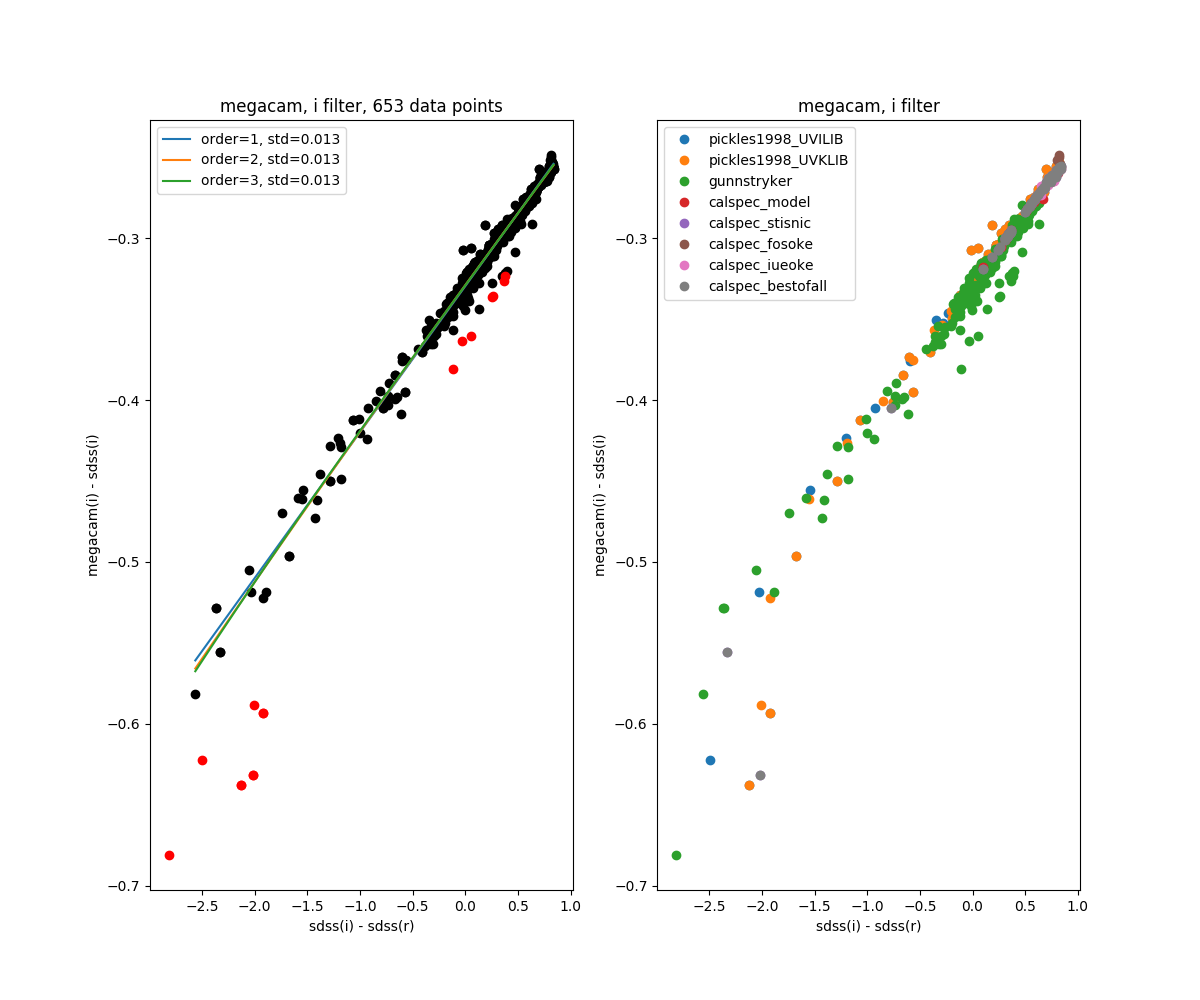 megacam, i filter, 653 data points
order=1, std=0.013
order=2, std=0.013
order=3, std=0.013
−0.3
−0.4
−0.5
−0.6
−0.7
megacam(i) - sdss(i)
−2.5 −2.0 −1.5 −1.0 −0.5 0.0 0.5 1.0
sdss(i) - sdss(r)
megacam, i filter
pickles1998_UVILIB
pickles1998_UVKLIB
gunnstryker
calspec_model
calspec_stisnic
calspec_fosoke
calspec_iueoke
calspec_bestofall
−0.3
−0.4
−0.5
−0.6
−0.7
megacam(i) - sdss(i)
−2.5 −2.0 −1.5 −1.0 −0.5 0.0 0.5 1.0
sdss(i) - sdss(r)